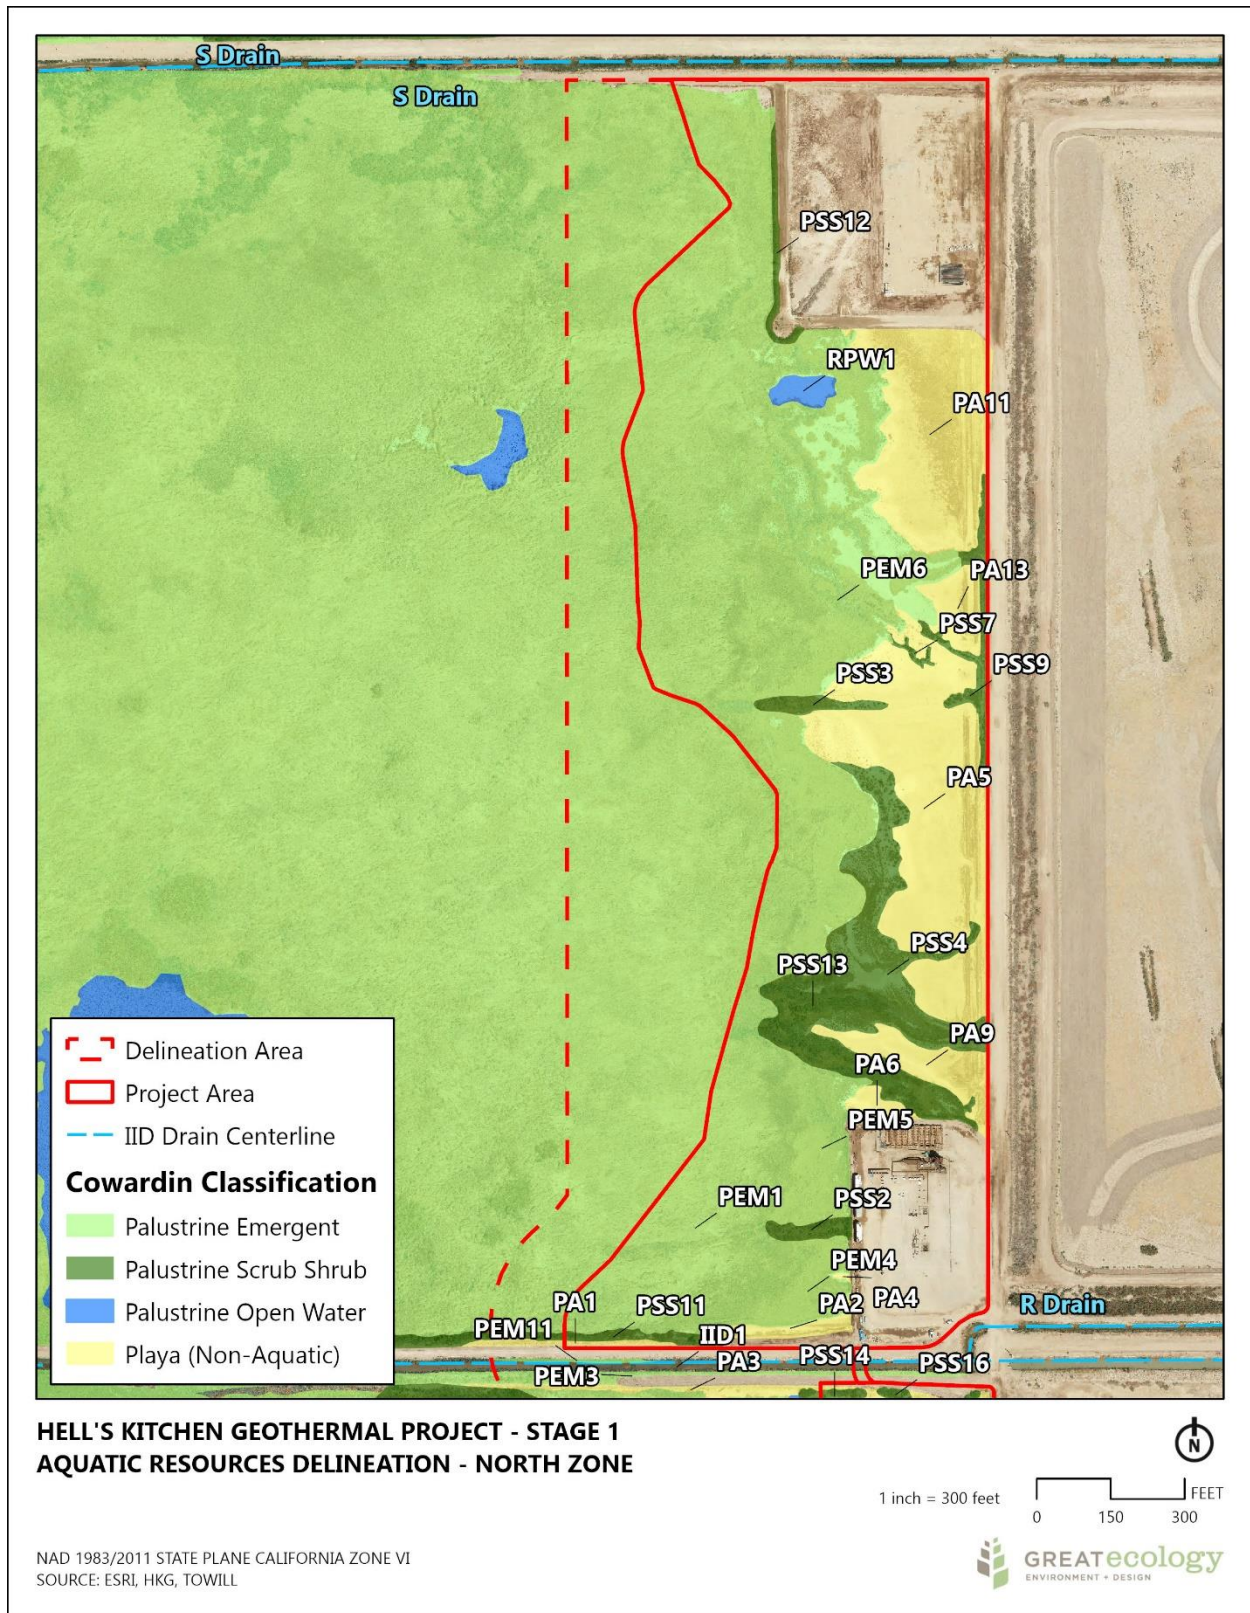 S Drain
S Drain
PSS12
RPW1
PA11
PEM6
PA13
PSS7
PSS9
PSS3
PA5
PSS4
PSS13
PA9
PA6
PEM5
PEM1
PSS2
PEM4
PA1
PSS11
PA2
PA4
R Drain
PEM11
IID1
PEM3
PA3
PSS14
PSS16
Delineation Area
Project Area
IID Drain Centerline
Cowardin Classification
Palustrine Emergent
Palustrine Scrub Shrub
Palustrine Open Water
Playa (Non-Aquatic)
HELL'S KITCHEN GEOTHERMAL PROJECT - STAGE 1
AQUATIC RESOURCES DELINEATION - NORTH ZONE
N
1 inch = 300 feet
FEET
0 150 300
NAD 1983/2011 STATE PLANE CALIFORNIA ZONE VI
SOURCE: ESRI, HKG, TOWILL
GREATecology
ENVIRONMENT + DESIGN